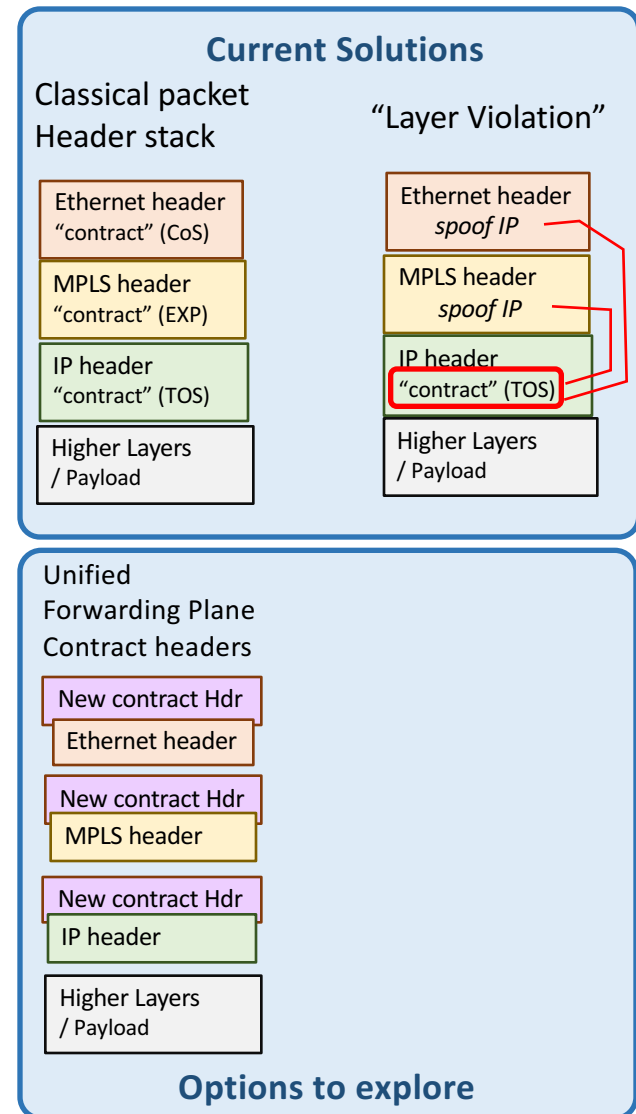 Current Solutions
Classical packet
Header stack
Ethernet header
“contract” (CoS)
MPLS header
“contract” (EXP)
IP header
“contract” (TOS)
Higher Layers
/ Payload
“Layer Violation”
Ethernet header
spoof IP
MPLS header
spoof IP
IP header
“contract” (TOS)
Higher Layers
/ Payload
Unified
Forwarding Plane
Contract headers
New contract Hdr
Ethernet header
New contract Hdr
MPLS header
New contract Hdr
IP header
Higher Layers
/ Payload
Options to explore